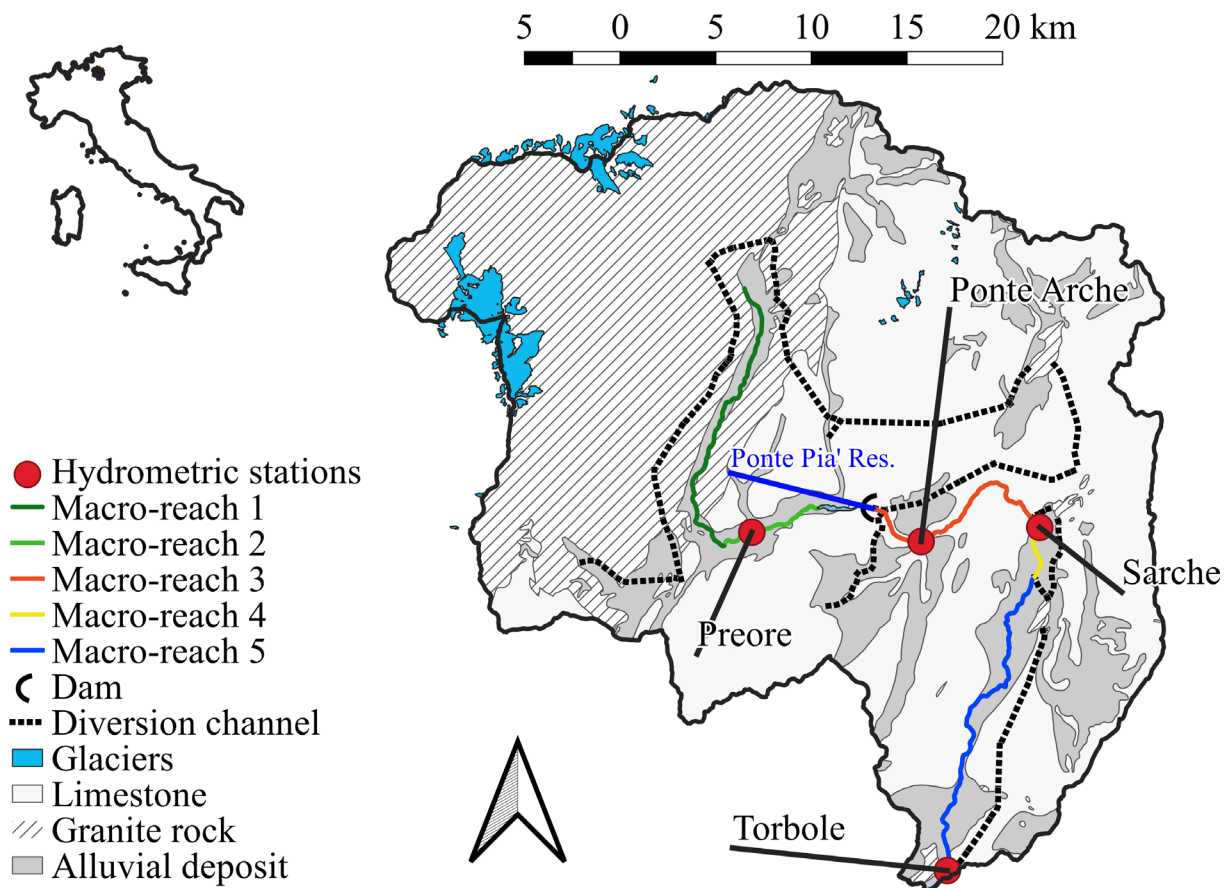 5 0 5 10 15 20 km
Ponte Arche
Ponte Pia' Res.
Hydrometric stations
Macro-reach 1
Macro-reach 2
Macro-reach 3
Macro-reach 4
Macro-reach 5
Dam
Diversion channel
Glaciers
Limestone
Granite rock
Alluvial deposit
Sarche
Preore
Torbole